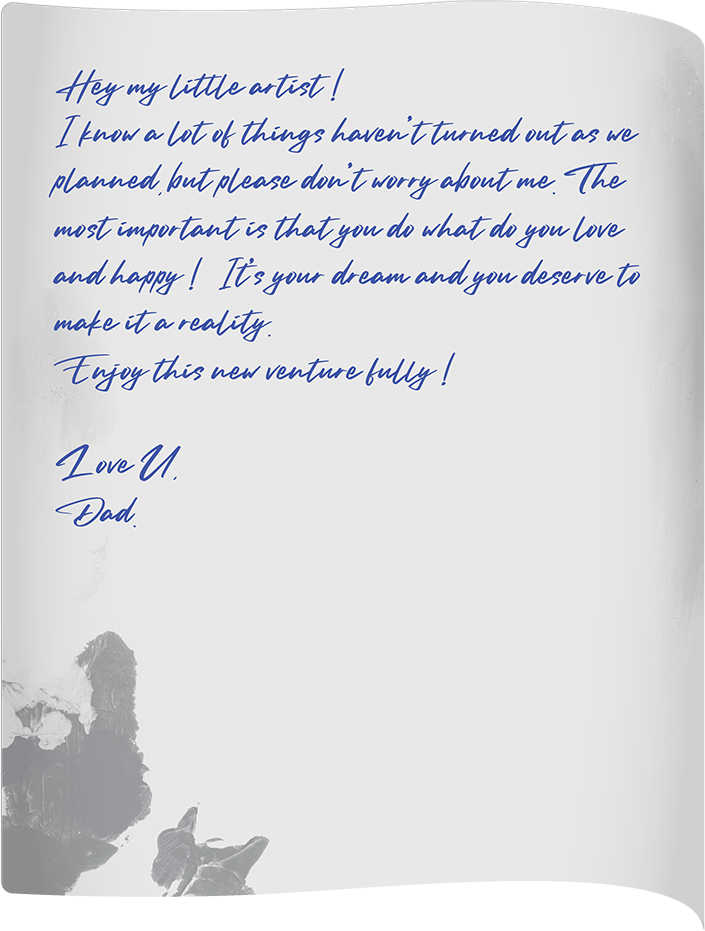 Hey my little artist !
I know a lot of things haven't turned out as we
planned, but please don't worry about me. The
most important is that you do what do you love
and happy ! It's your dream and you deserve to
make it a reality.
Enjoy this new venture fully !
Love U.
Dad.